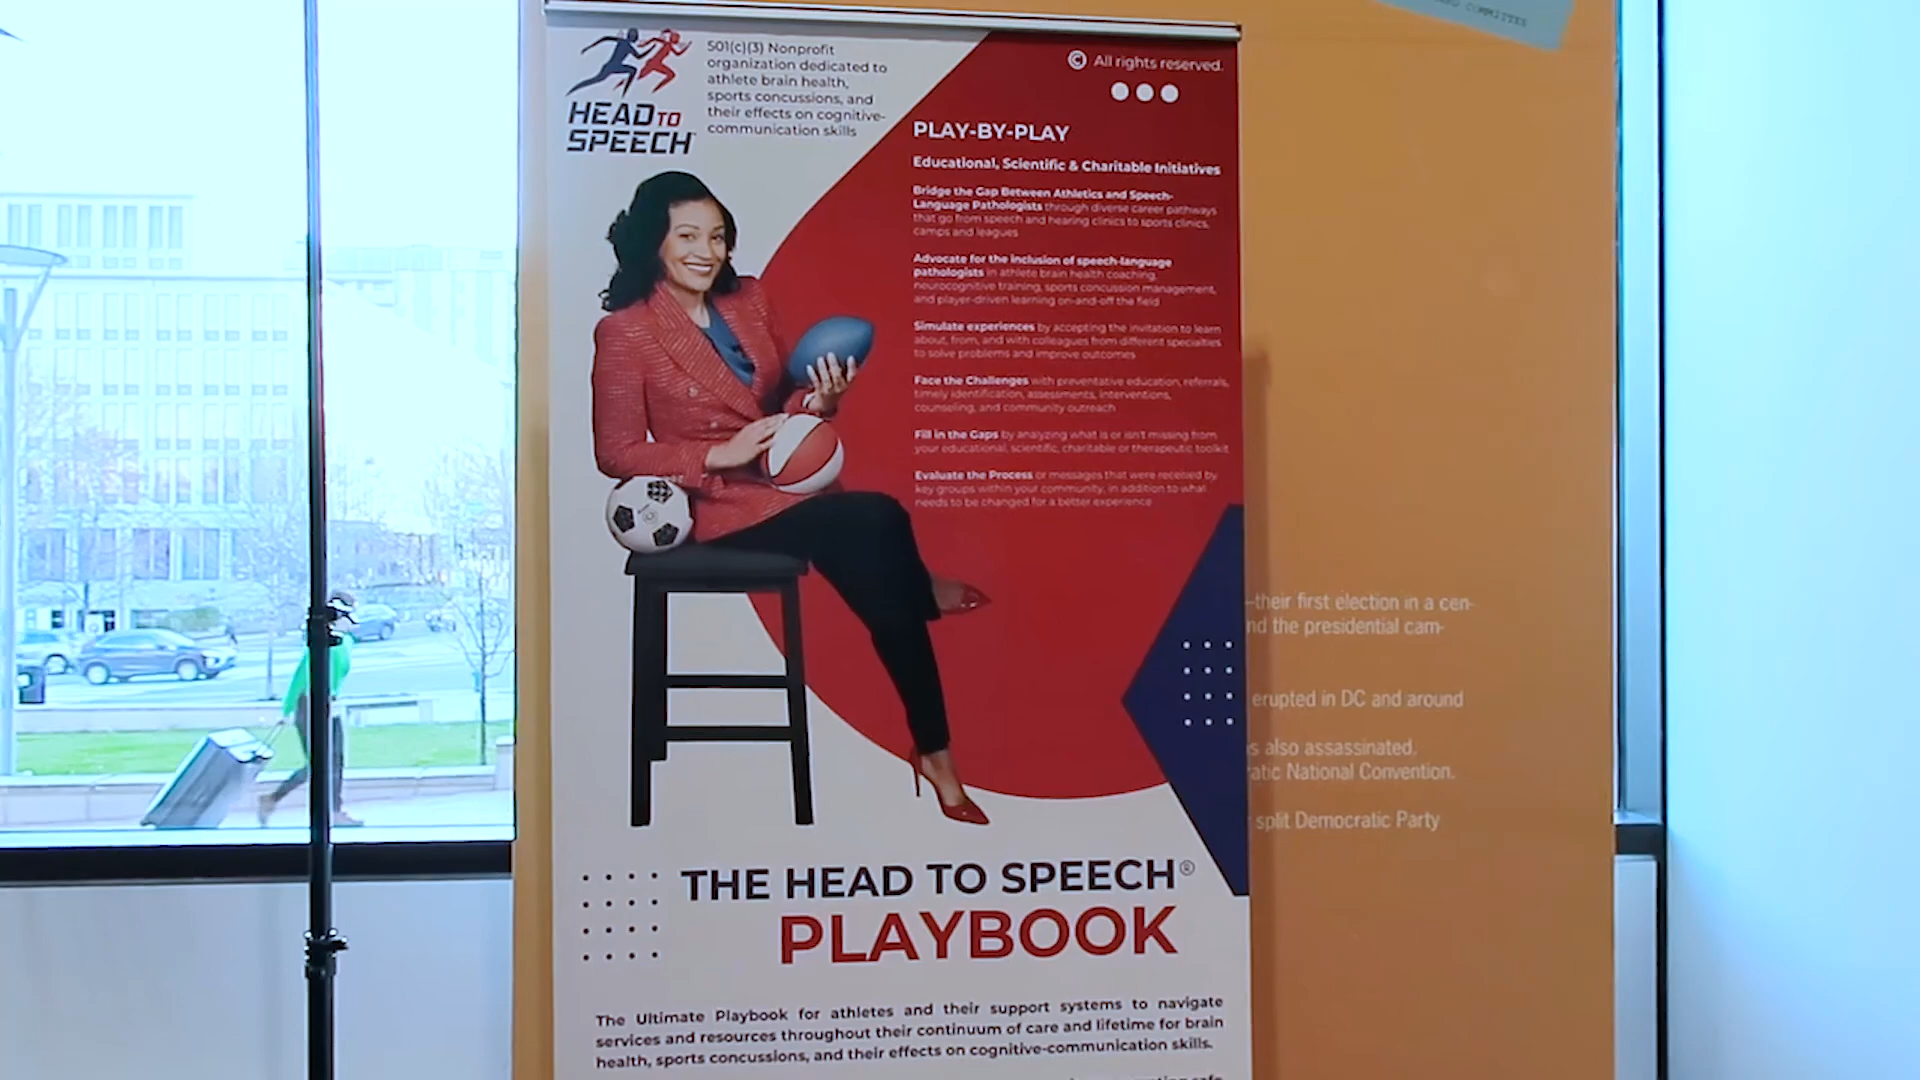 HEAD TO
SPEECH
501(c)(3) Nonprofit
organization dedicated to
athlete brain health,
sports concussions, and
their effects on cognitive-
communication skills
© All rights reserved.
PLAY-BY-PLAY
Educational, Scientific & Charitable Initiatives
Bridge the Gap Between Athletics and Speech-
Language Pathologists through diverse career pathways
that go from speech and hearing clinics to sports clinics,
camps and leagues
Advocate for the inclusion of speech-language
pathologists in athlete brain health coaching,
neurocognitive training, sports concussion management,
and player-driven learning on-and-off the field
Simulate experiences by accepting the invitation to learn
about, from, and with colleagues from different specialties
to solve problems and improve outcomes
Face the Challenges with preventative education, referrals,
timely identification, assessments, interventions,
counseling, and community outreach
Fill in the Gaps by analyzing what is or isn't missing from
your educational, scientific, charitable or therapeutic toolkit
Evaluate the Process or messages that were received by
key groups within your community, in addition to what
needs to be changed for a better experience
THE HEAD TO SPEECH®
PLAYBOOK
The Ultimate Playbook for athletes and their support systems to navigate
services and resources throughout their continuum of care and lifetime for brain
health, sports concussions, and their effects on cognitive-communication skills.
COMMITTEE
—their first election in a cen-
nd the presidential cam-
erupted in DC and around
s also assassinated.
atic National Convention.
split Democratic Party